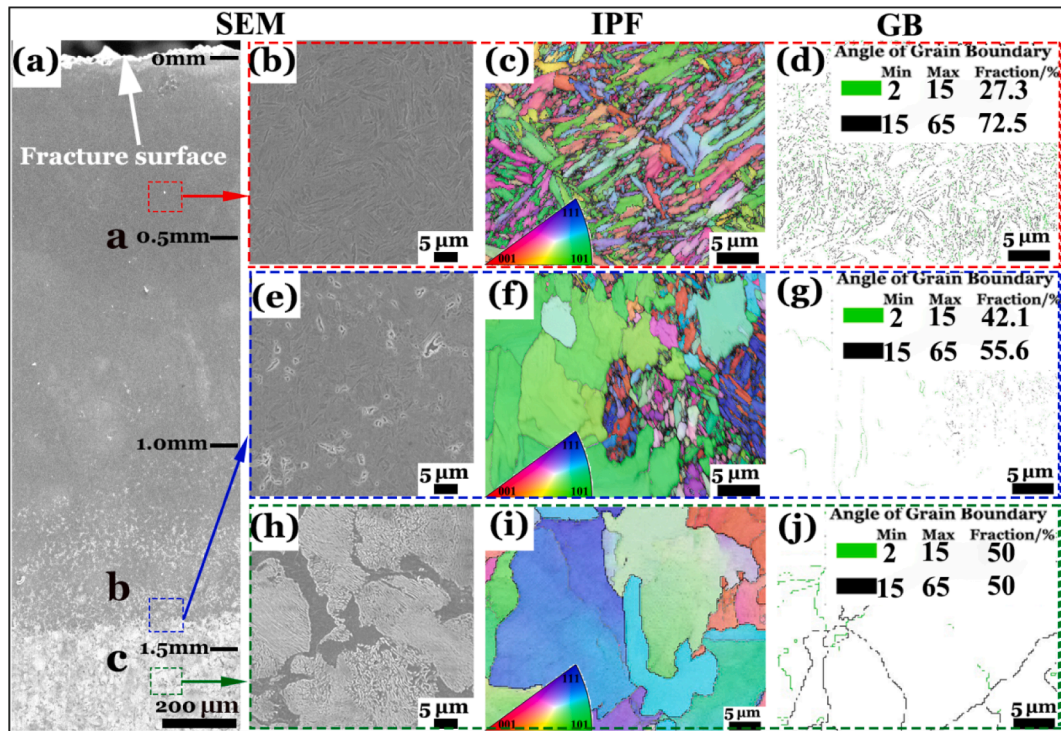 SEM IPF GB
(a)
0mm
Fracture surface
a
0.5mm
1.0mm
b
1.5mm
c
200 μm
(b)
5 μm
(c)
111
001 101
5 μm
(d)
Angle of Grain Boundary
Min Max Fraction/%
2 15 27.3
15 65 72.5
5 μm
(e)
5 μm
(f)
111
001 101
5 μm
(g)
Angle of Grain Boundary
Min Max Fraction/%
2 15 42.1
15 65 55.6
5 μm
(h)
5 μm
(i)
111
001 101
5 μm
(j)
Angle of Grain Boundary
Min Max Fraction/%
2 15 50
15 65 50
5 μm